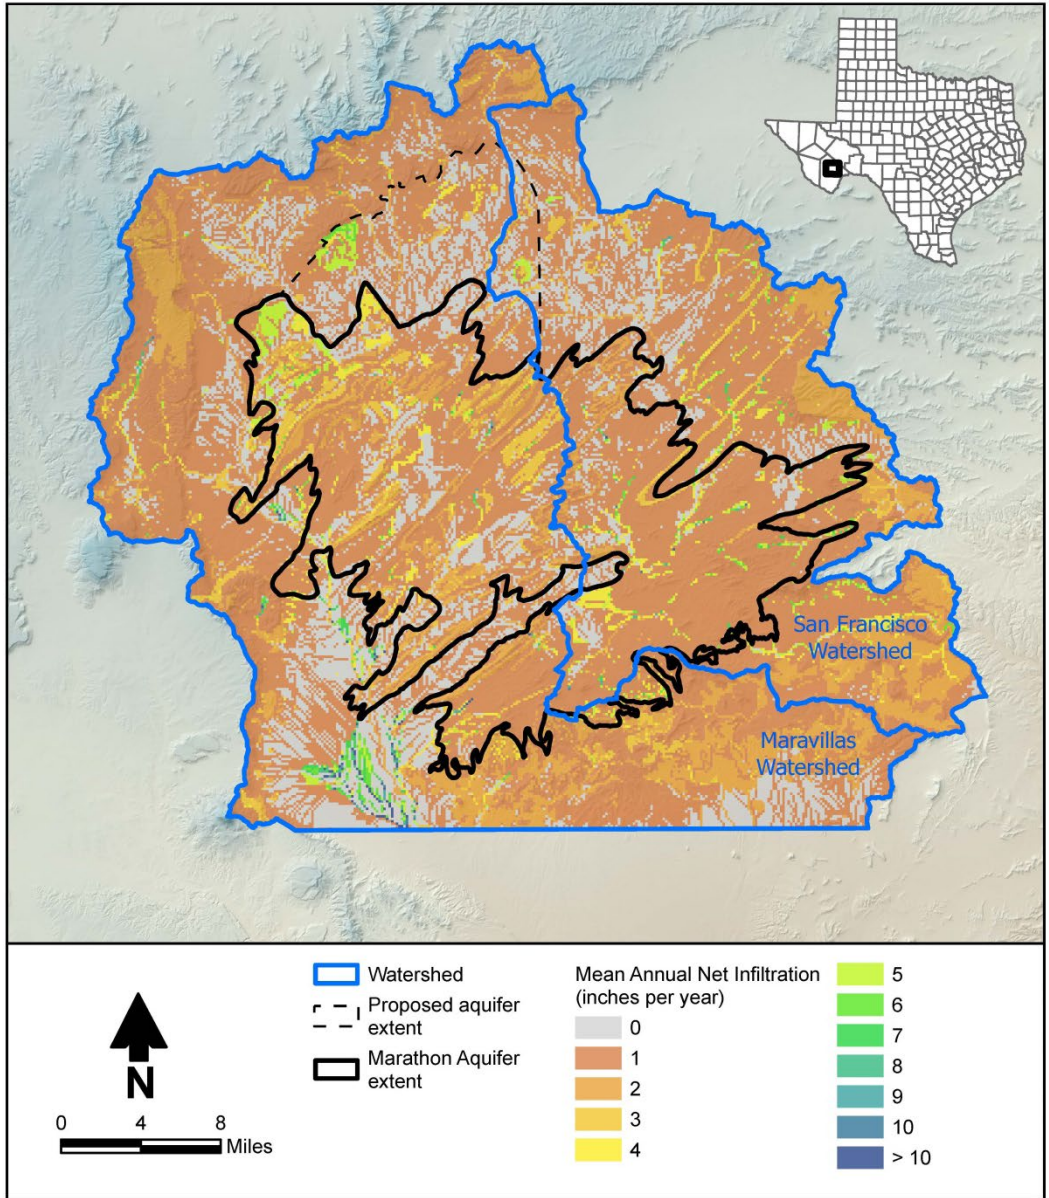 San Francisco
Watershed
Maravillas
Watershed
N
0 4 8
Miles
Watershed
Proposed aquifer
extent
Marathon Aquifer
extent
Mean Annual Net Infiltration
(inches per year)
0
1
2
3
4
5
6
7
8
9
10
> 10